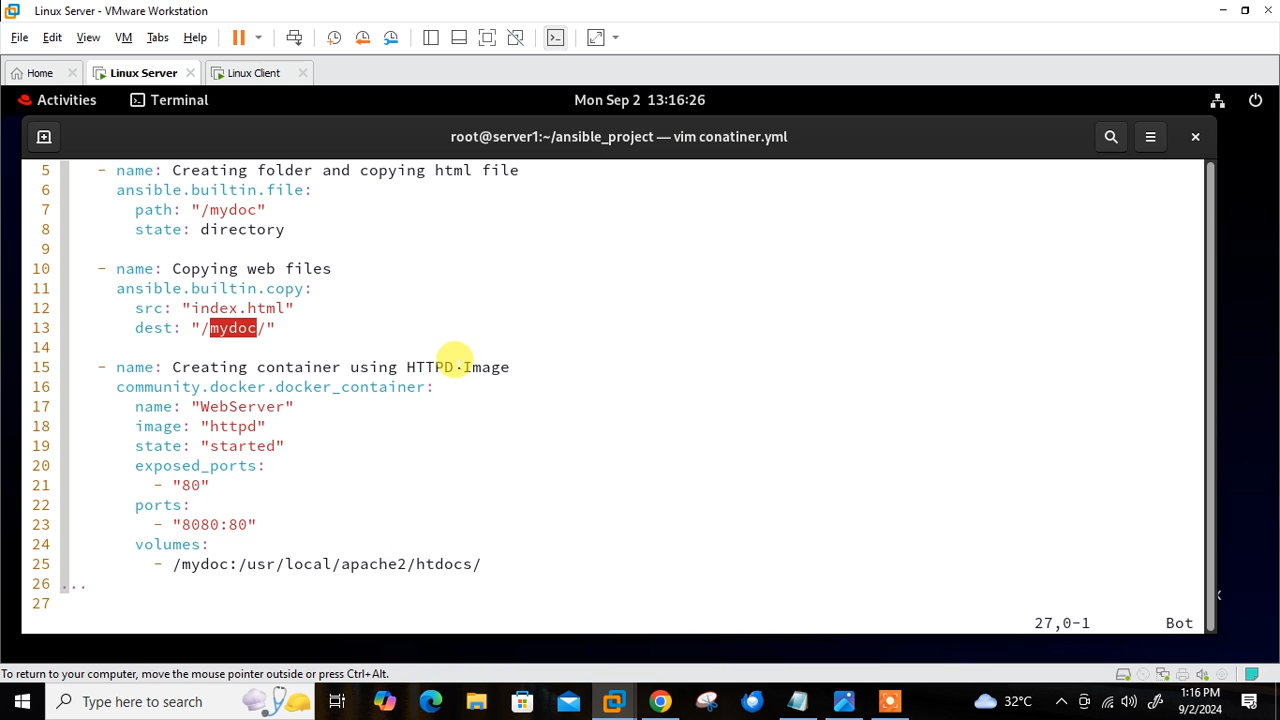 Linux Server - VMware Workstation
File Edit View VM Tabs Help
Home Linux Server Linux Client
Activities Terminal Mon Sep 2 13:16:26
root@server1:~/ansible_project — vim conatiner.yml
5 - name: Creating folder and copying html file
6 ansible.builtin.file:
7 path: "/mydoc"
8 state: directory
9
10 - name: Copying web files
11 ansible.builtin.copy:
12 src: "index.html"
13 dest: "/mydoc/"
14
15 - name: Creating container using HTTPD Image
16 community.docker.docker_container:
17 name: "WebServer"
18 image: "httpd"
19 state: "started"
20 exposed_ports:
21 - "80"
22 ports:
23 - "8080:80"
24 volumes:
25 - /mydoc:/usr/local/apache2/htdocs/
26 ...
27
27,0-1 Bot
To return to your computer, move the mouse pointer outside or press Ctrl+Alt.
Type here to search 32°C 1:16 PM
9/2/2024